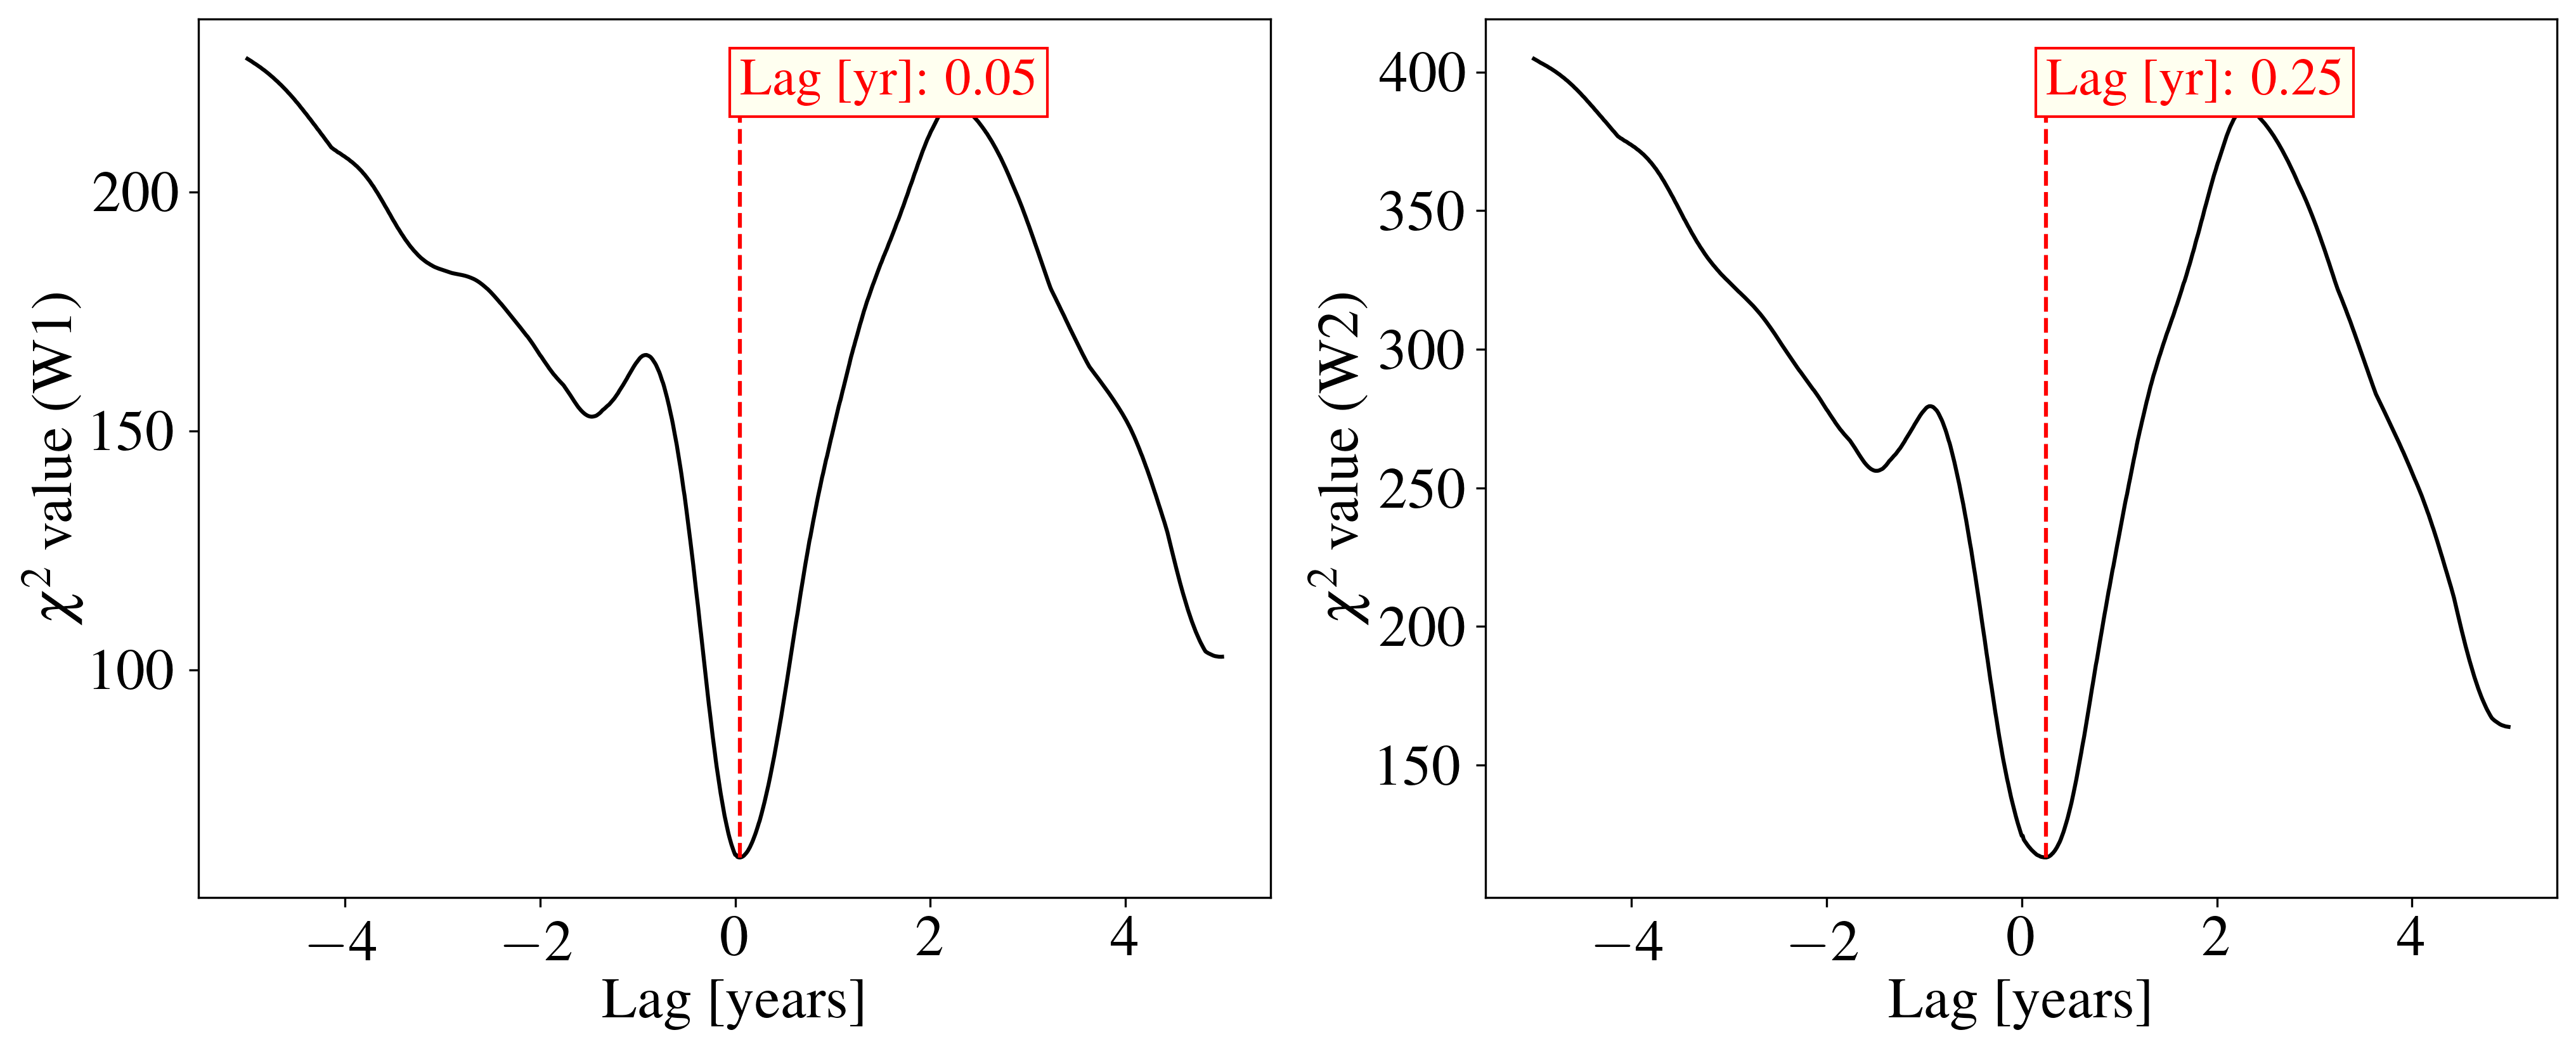 Lag [yr]: 0.05
200
150
100
χ² value (W1)
−4 −2 0 2 4
Lag [years]
Lag [yr]: 0.25
400
350
300
250
200
150
χ² value (W2)
−4 −2 0 2 4
Lag [years]